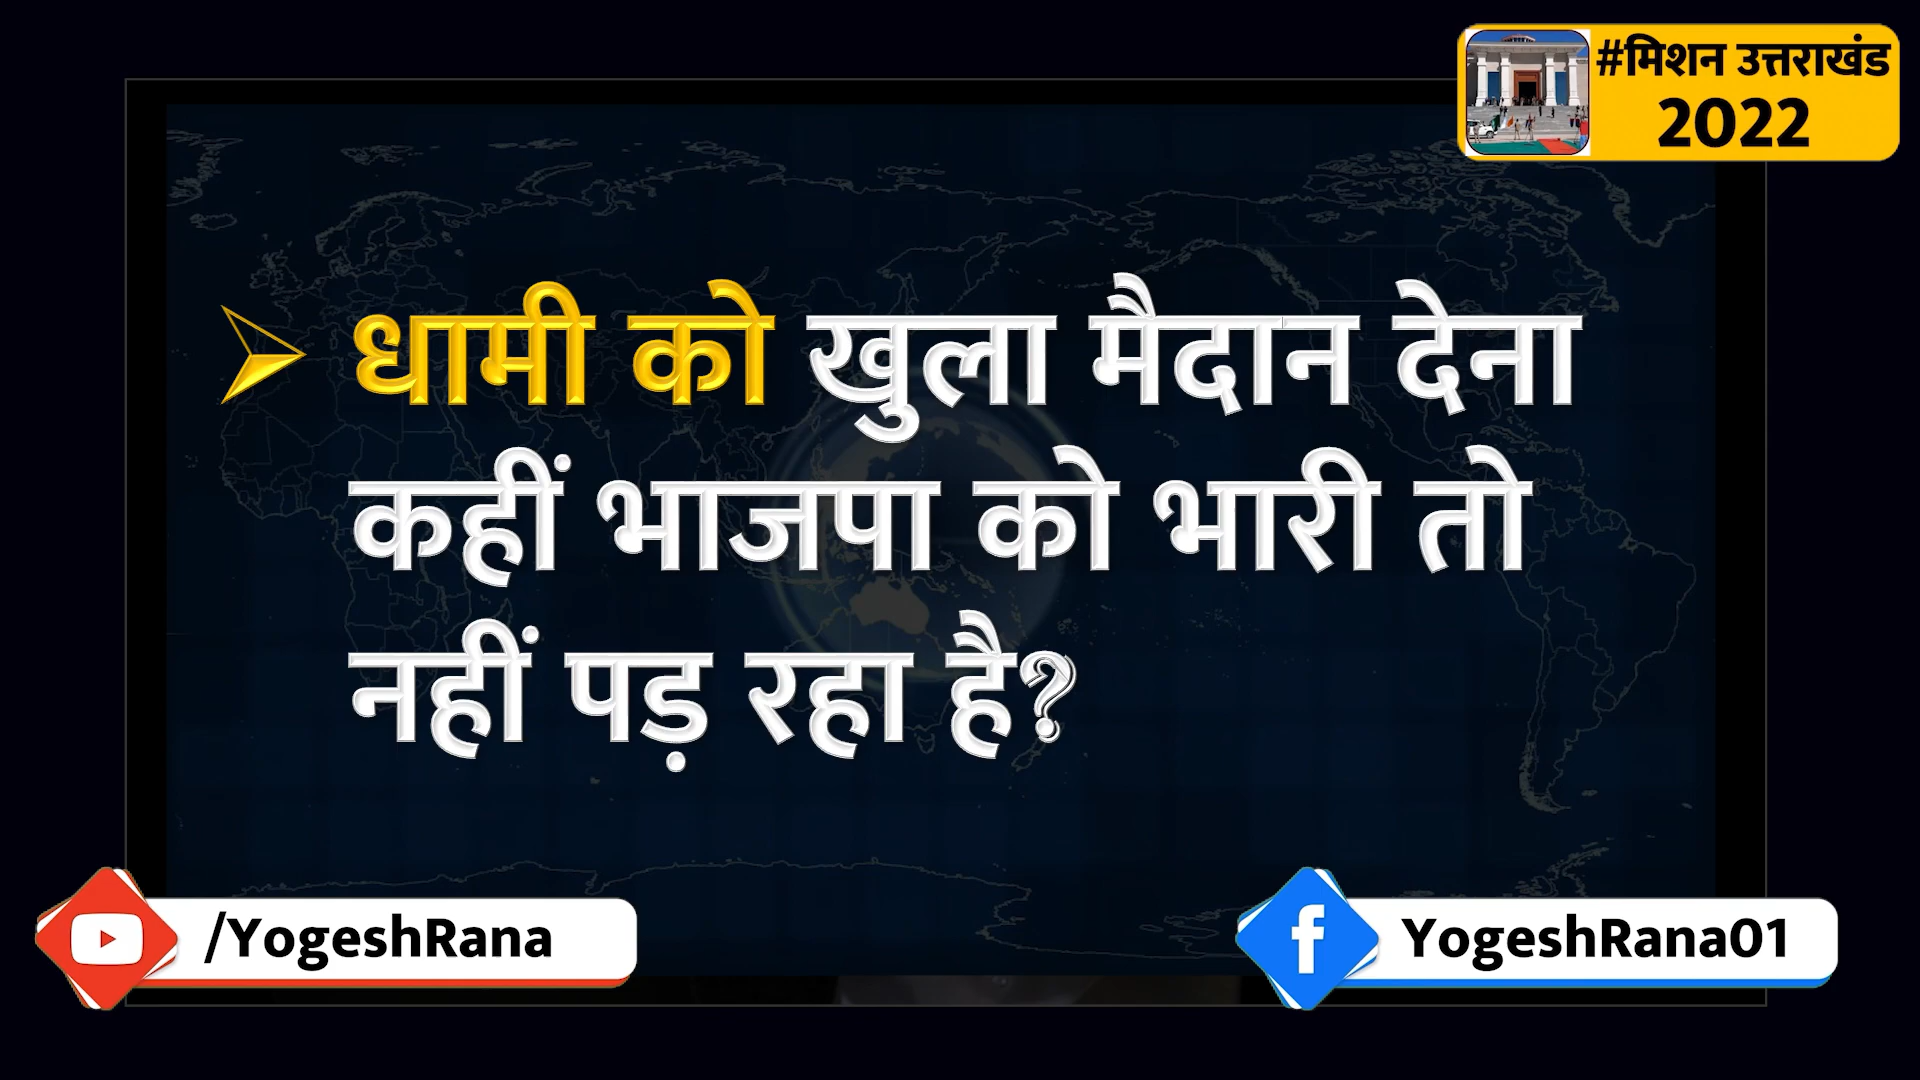 #मिशन उत्तराखंड
2022
धामी को खुला मैदान देना
कहीं भाजपा को भारी तो
नहीं पड़ रहा है?
/YogeshRana
YogeshRana01